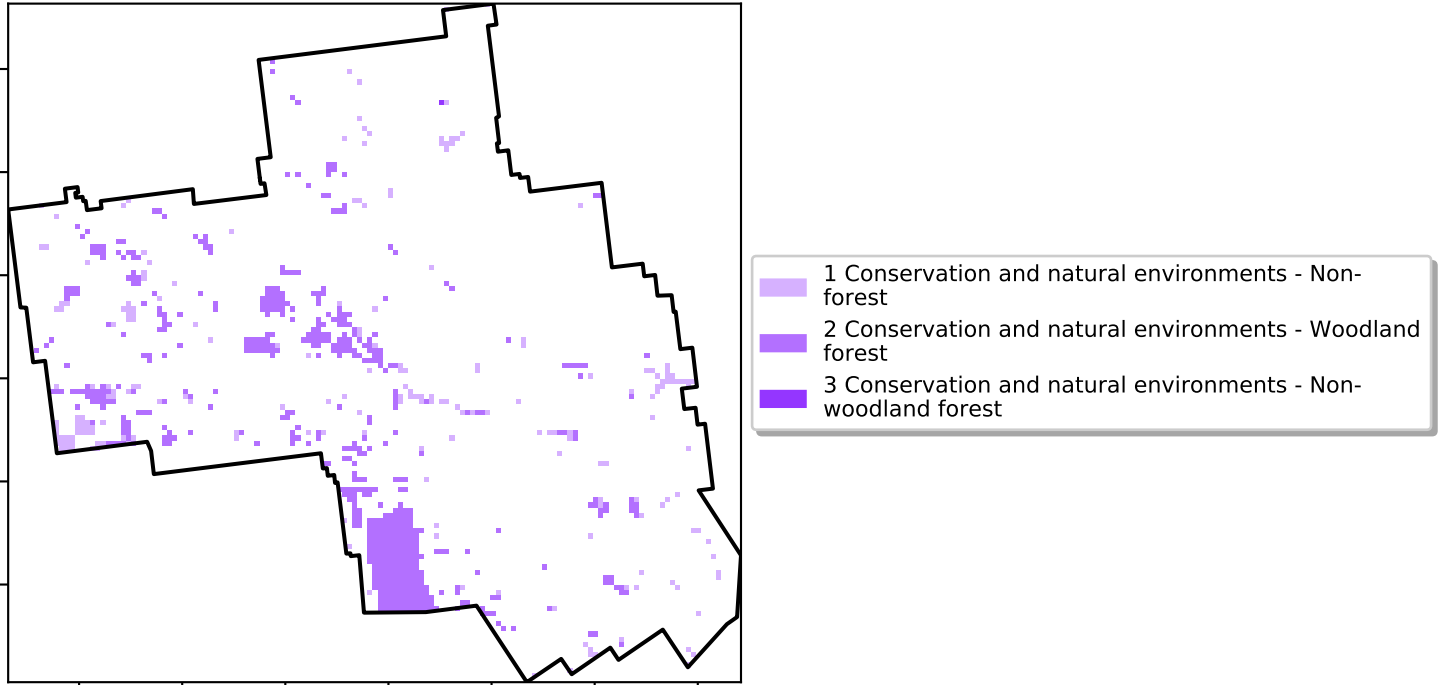 1 Conservation and natural environments - Non-
forest
2 Conservation and natural environments - Woodland
forest
3 Conservation and natural environments - Non-
woodland forest